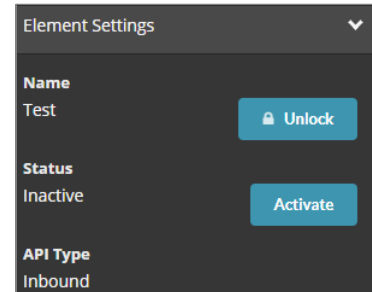 Element Settings
Name
Test
Unlock
Status
Inactive
Activate
API Type
Inbound